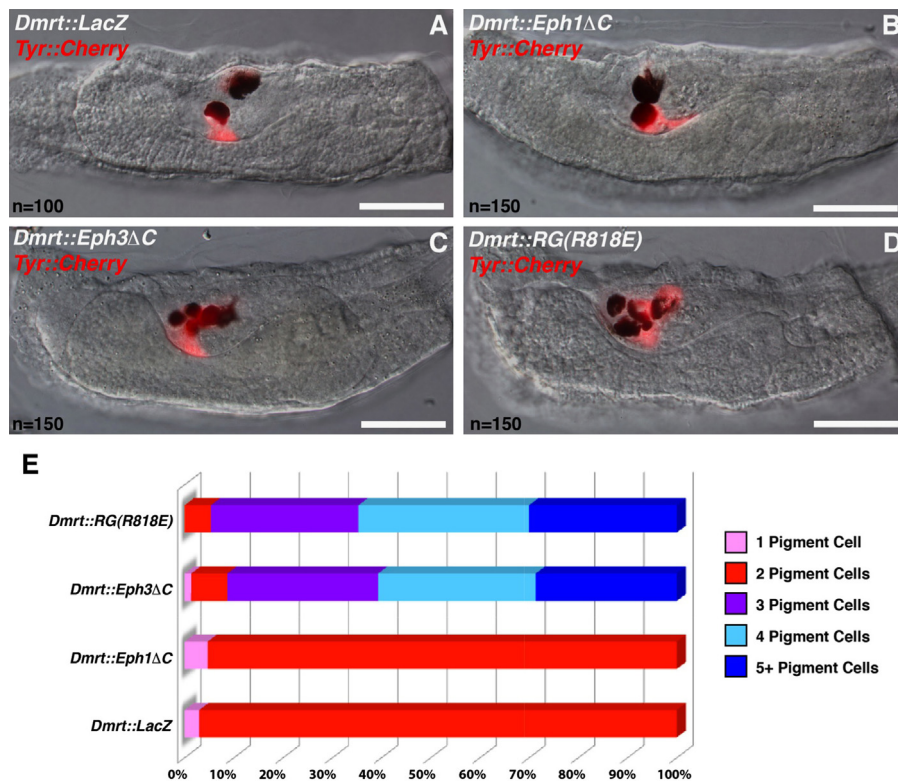 Dmrt::LacZ
Tyr::Cherry
A
n=100
Dmrt::Eph1ΔC
Tyr::Cherry
B
n=150
Dmrt::Eph3ΔC
Tyr::Cherry
C
n=150
Dmrt::RG(R818E)
Tyr::Cherry
D
n=150
E
Dmrt::RG(R818E)
Dmrt::Eph3ΔC
Dmrt::Eph1ΔC
Dmrt::LacZ
0% 10% 20% 30% 40% 50% 60% 70% 80% 90% 100%
1 Pigment Cell
2 Pigment Cells
3 Pigment Cells
4 Pigment Cells
5+ Pigment Cells